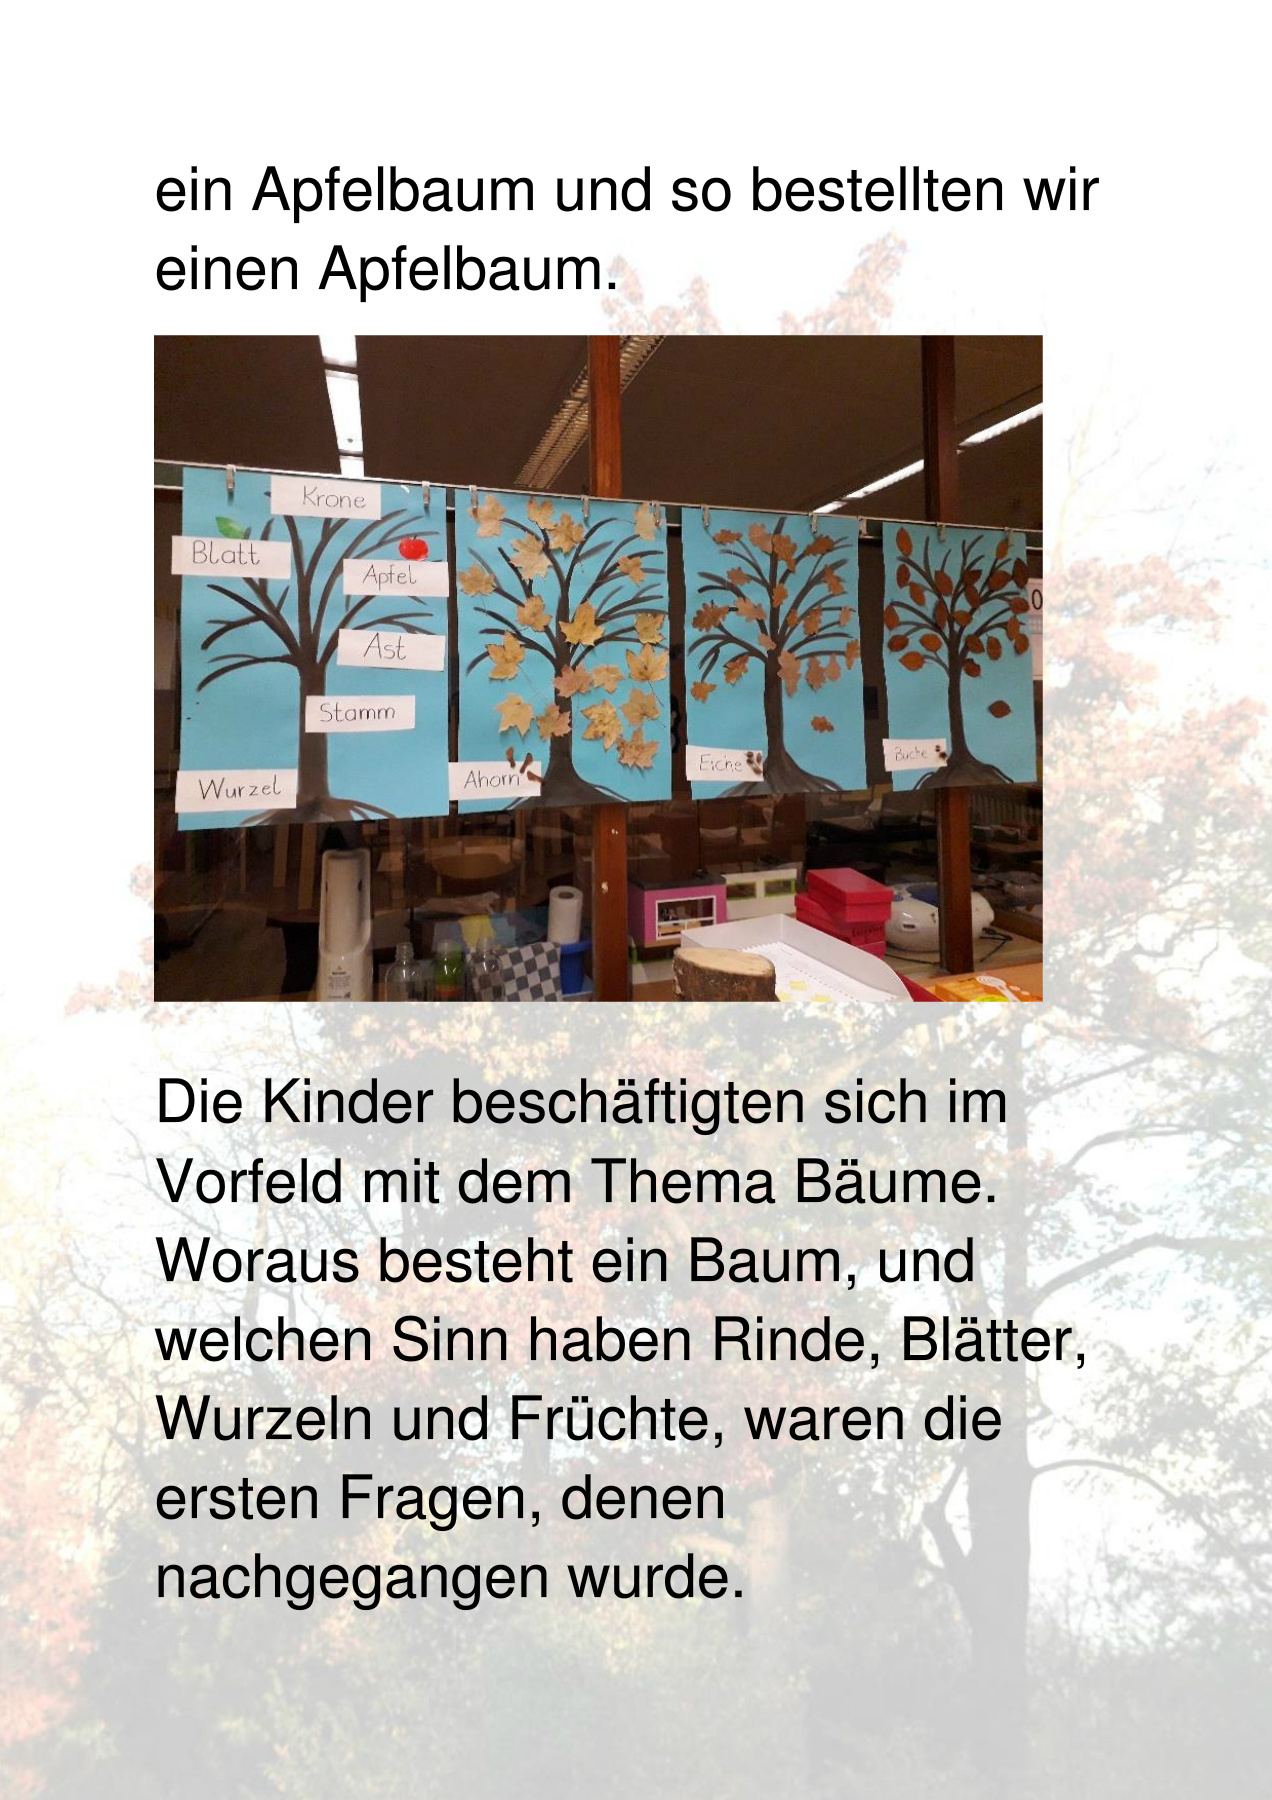 ein Apfelbaum und so bestellten wir
einen Apfelbaum.
Krone
Blatt
Apfel
Ast
Stamm
Wurzel
Ahorn
Eiche
Buche
Die Kinder beschäftigten sich im
Vorfeld mit dem Thema Bäume.
Woraus besteht ein Baum, und
welchen Sinn haben Rinde, Blätter,
Wurzeln und Früchte, waren die
ersten Fragen, denen
nachgegangen wurde.